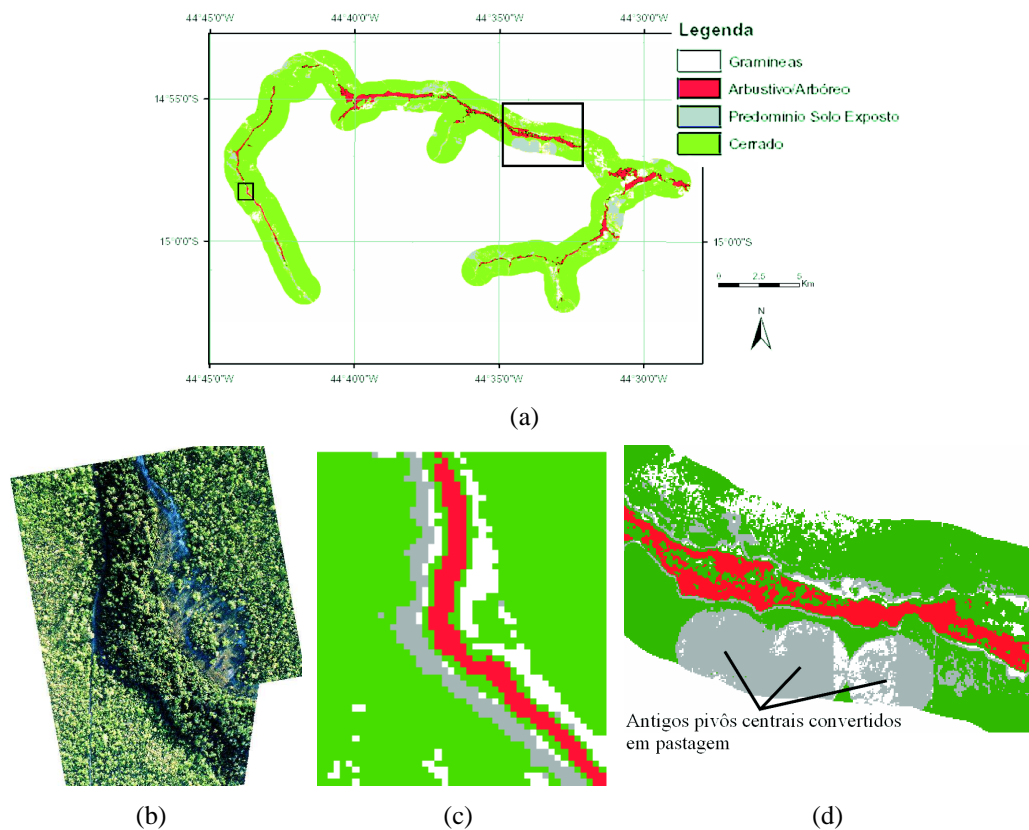 44°45'0"W
44°40'0"W
44°35'0"W
44°30'0"W
Legenda
Gramineas
Arbustivo/Arbóreo
Predominio Solo Exposto
Cerrado
14°55'0"S
15°0'0"S
15°0'0"S
0 2,5 5
Km
N
44°45'0"W
44°40'0"W
44°35'0"W
44°30'0"W
(a)
Antigos pivôs centrais convertidos
em pastagem
(b)
(c)
(d)